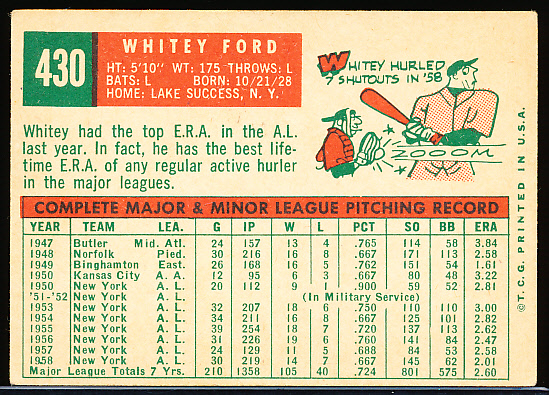 430
WHITEY FORD
HT: 5'10" WT: 175 THROWS: L
BATS: L BORN: 10/21/28
HOME: LAKE SUCCESS, N. Y.
WHITEY HURLED
7 SHUTOUTS IN '58
ZOOOM
Whitey had the top E.R.A. in the A.L.
last year. In fact, he has the best life-
time E.R.A. of any regular active hurler
in the major leagues.
COMPLETE MAJOR & MINOR LEAGUE PITCHING RECORD
YEAR TEAM LEA. G IP W L PCT SO BB ERA
1947 Butler Mid. Atl. 24 157 13 4 .765 114 58 3.84
1948 Norfolk Pied. 30 216 16 8 .667 171 113 2.58
1949 Binghamton East. 26 168 16 5 .762 151 54 1.61
1950 Kansas City A. A. 12 95 6 3 .667 80 48 3.22
1950 New York A. L. 20 112 9 1 .900 59 52 2.81
'51-'52 New York A. L. (In Military Service)
1953 New York A. L. 32 207 18 6 .750 110 110 3.00
1954 New York A. L. 34 211 16 8 .667 125 101 2.82
1955 New York A. L. 39 254 18 7 .720 137 113 2.62
1956 New York A. L. 31 226 19 6 .760 141 84 2.47
1957 New York A. L. 24 129 11 5 .688 84 53 2.58
1958 New York A. L. 30 219 14 7 .667 145 62 2.01
Major League Totals 7 Yrs. 210 1358 105 40 .724 801 575 2.60
© T. C. G. PRINTED IN U.S.A.